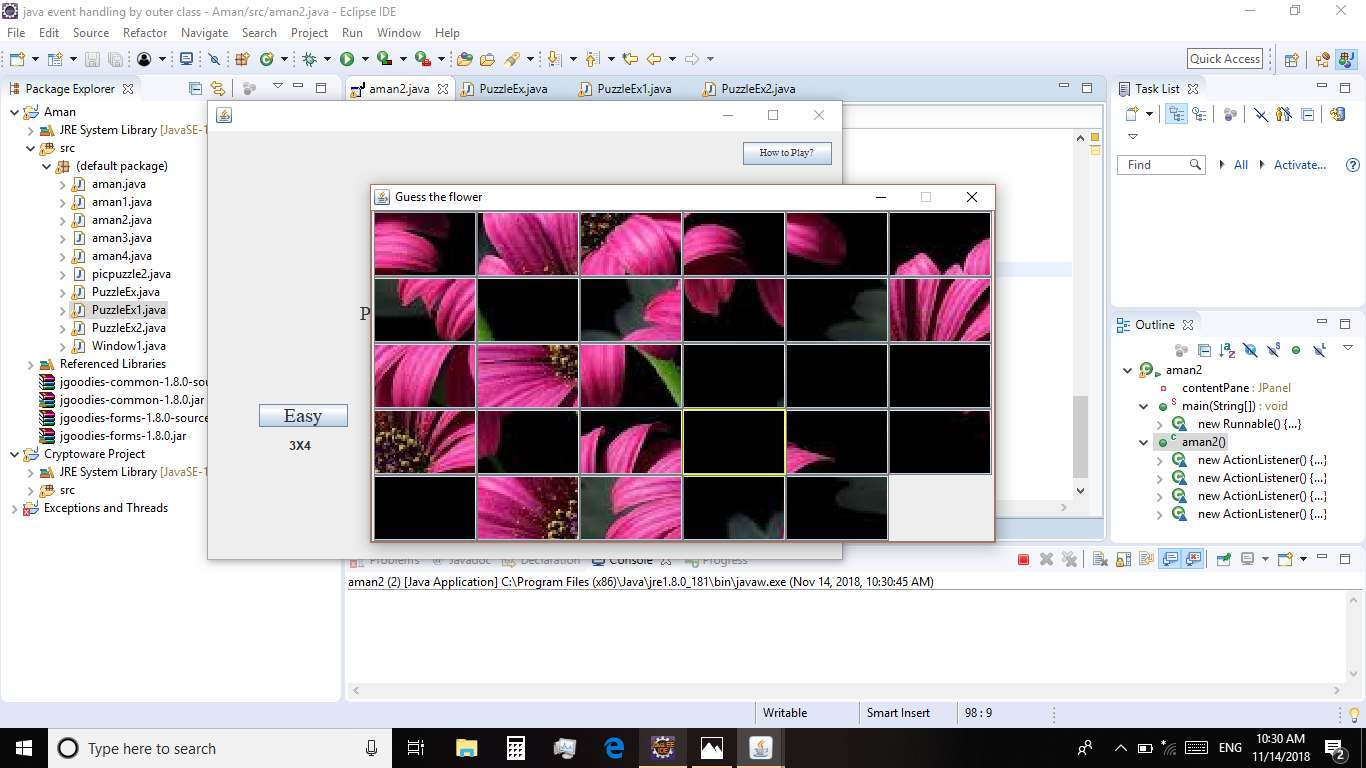 java event handling by outer class - Aman/src/aman2.java - Eclipse IDE
File Edit Source Refactor Navigate Search Project Run Window Help
Quick Access
Package Explorer
Aman
JRE System Library [JavaSE-1
src
(default package)
aman.java
aman1.java
aman2.java
aman3.java
aman4.java
picpuzzle2.java
PuzzleEx.java
PuzzleEx1.java
PuzzleEx2.java
Window1.java
Referenced Libraries
jgoodies-common-1.8.0-sou
jgoodies-common-1.8.0.jar
jgoodies-forms-1.8.0-source
jgoodies-forms-1.8.0.jar
Cryptoware Project
JRE System Library [JavaSE-1
src
Exceptions and Threads
aman2.java PuzzleEx.java PuzzleEx1.java PuzzleEx2.java
How to Play?
Guess the flower
P
Easy
3X4
Task List
Find All Activate...
Outline
aman2
contentPane : JPanel
main(String[]) : void
new Runnable() {...}
aman2()
new ActionListener() {...}
new ActionListener() {...}
new ActionListener() {...}
new ActionListener() {...}
Problems Javadoc Declaration Console Progress
aman2 (2) [Java Application] C:\Program Files (x86)\Java\jre1.8.0_181\bin\javaw.exe (Nov 14, 2018, 10:30:45 AM)
Writable Smart Insert 98 : 9
Type here to search
ENG
10:30 AM
11/14/2018
2